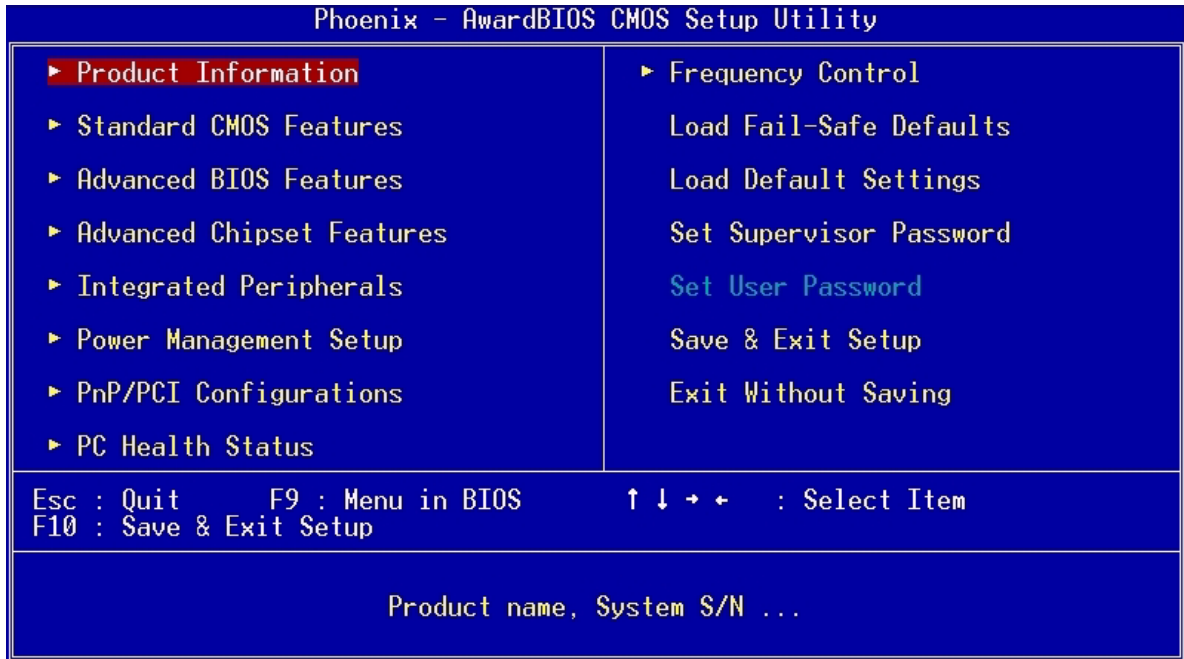 Phoenix - AwardBIOS CMOS Setup Utility
► Product Information
► Standard CMOS Features
► Advanced BIOS Features
► Advanced Chipset Features
► Integrated Peripherals
► Power Management Setup
► PnP/PCI Configurations
► PC Health Status
► Frequency Control
Load Fail-Safe Defaults
Load Default Settings
Set Supervisor Password
Set User Password
Save & Exit Setup
Exit Without Saving
Esc : Quit F9 : Menu in BIOS ↑ ↓ → ← : Select Item
F10 : Save & Exit Setup
Product name, System S/N ...